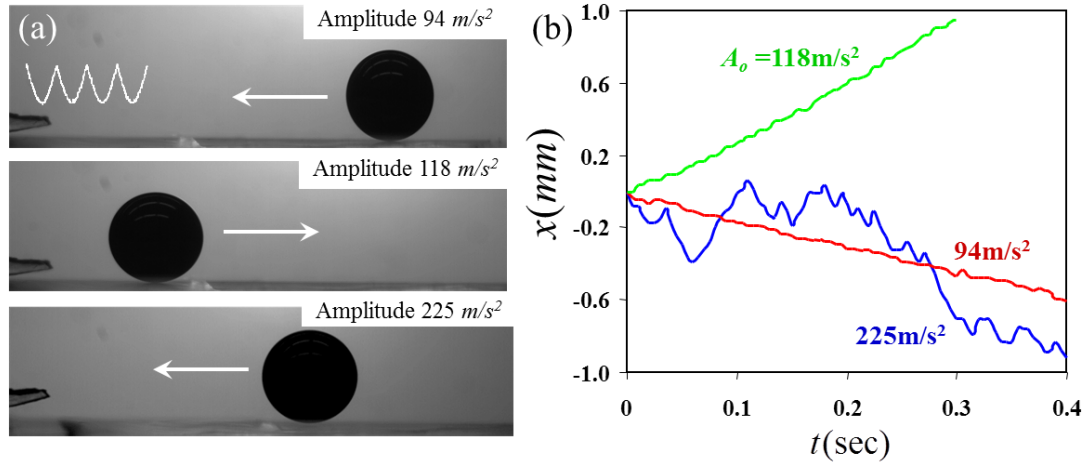 (a)
Amplitude 94 m/s²
Amplitude 118 m/s²
Amplitude 225 m/s²
(b)
x(mm)
1.0
0.6
0.2
-0.2
-0.6
-1.0
Aₒ =118m/s²
94m/s²
225m/s²
0
0.1
0.2
0.3
0.4
t(sec)